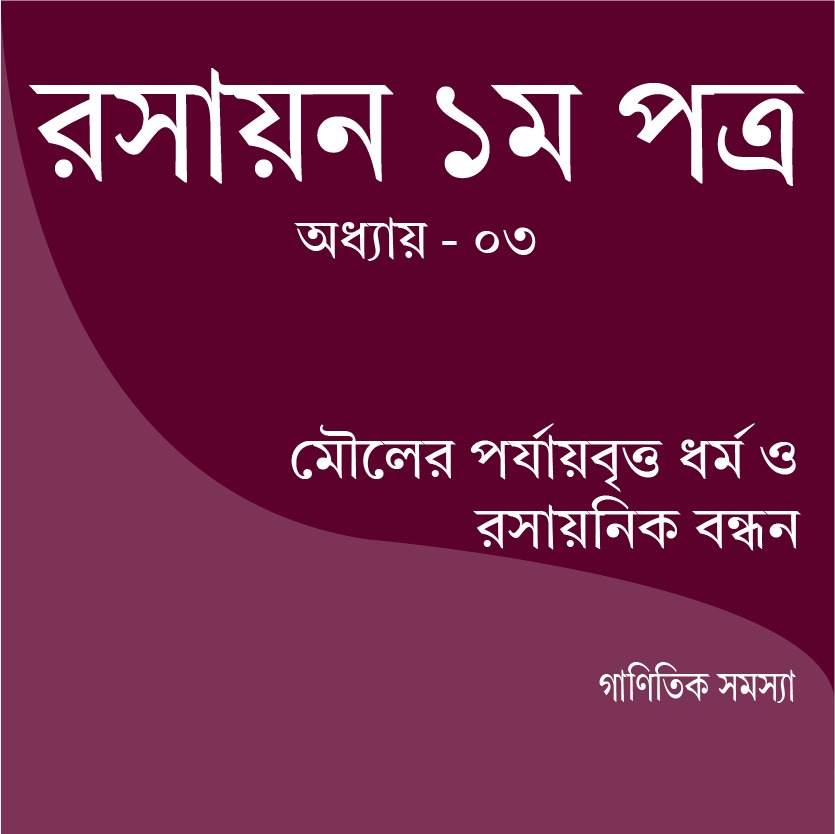 রসায়ন ১ম পত্র
অধ্যায় - ০৩
মৌলের পর্যায়বৃত্ত ধর্ম ও
রসায়নিক বন্ধন
গাণিতিক সমস্যা